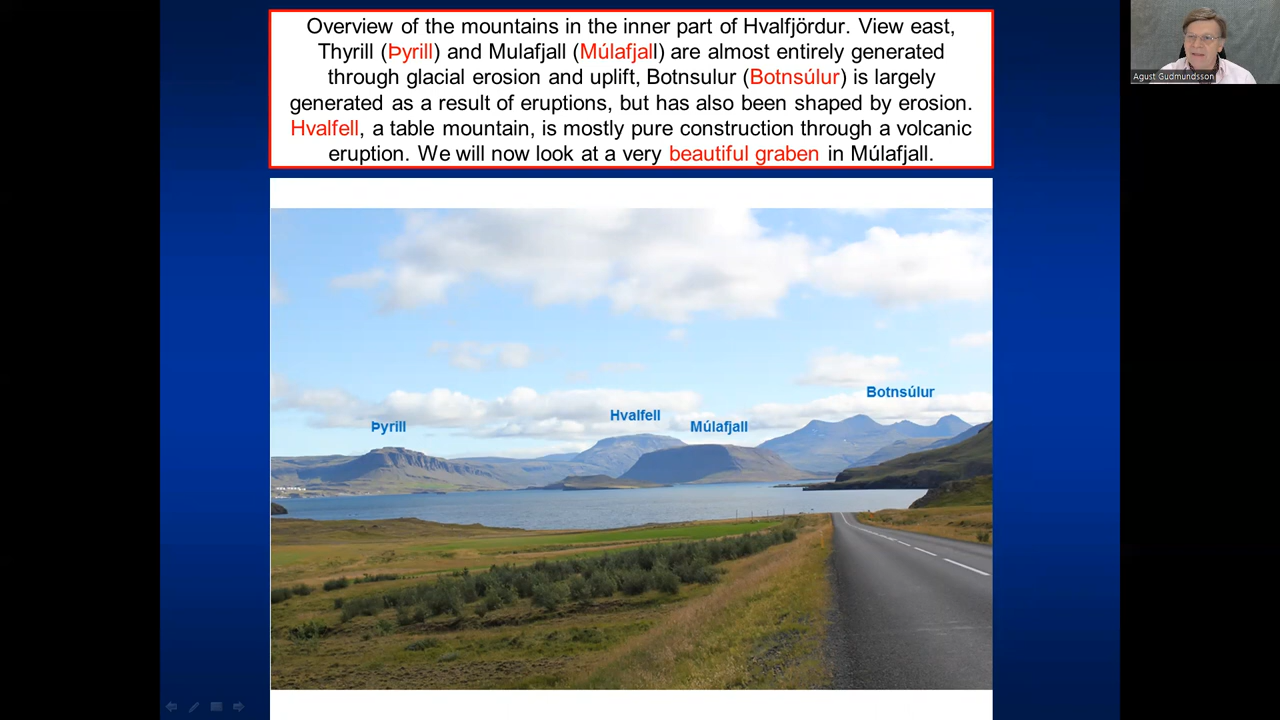 Overview of the mountains in the inner part of Hvalfjördur. View east,
Thyrill (Þyrill) and Mulafjall (Múlafjall) are almost entirely generated
through glacial erosion and uplift, Botnsulur (Botnsúlur) is largely
generated as a result of eruptions, but has also been shaped by erosion.
Hvalfell, a table mountain, is mostly pure construction through a volcanic
eruption. We will now look at a very beautiful graben in Múlafjall.
Agust Gudmundsson
Botnsúlur
Hvalfell
Þyrill
Múlafjall